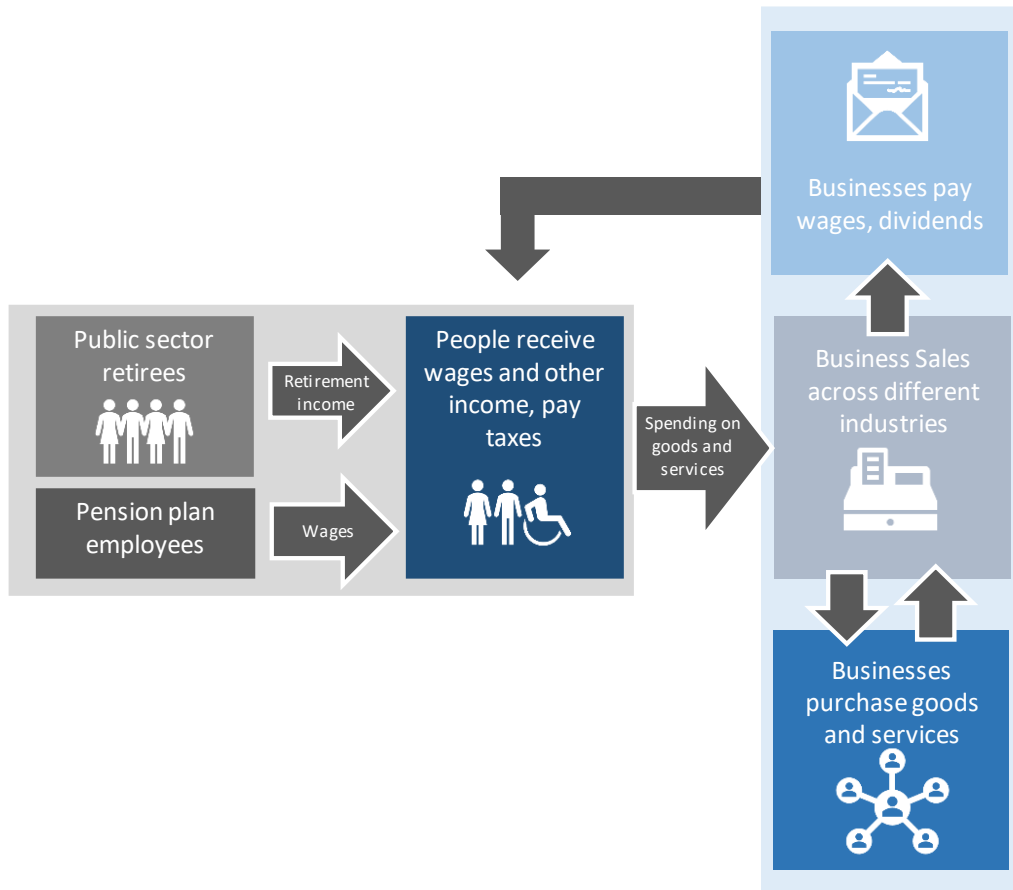 Businesses pay
wages, dividends
Public sector
retirees
Retirement
income
People receive
wages and other
income, pay
taxes
Spending on
goods and
services
Business Sales
across different
industries
Pension plan
employees
Wages
Businesses
purchase goods
and services